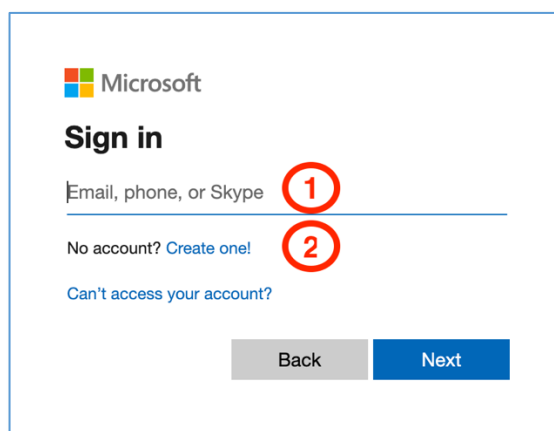 Microsoft
Sign in
Email, phone, or Skype 1
No account? Create one! 2
Can't access your account?
Back Next